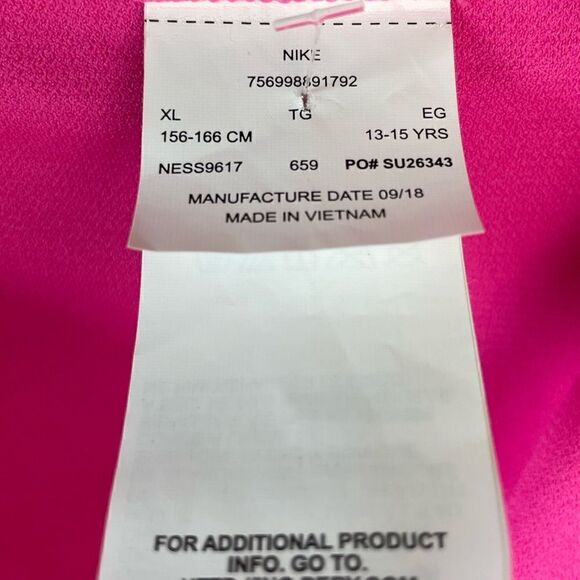 NIKE
756998891792
XL TG EG
156-166 CM 13-15 YRS
NESS9617 659 PO# SU26343
MANUFACTURE DATE 09/18
MADE IN VIETNAM
FOR ADDITIONAL PRODUCT
INFO. GO TO.